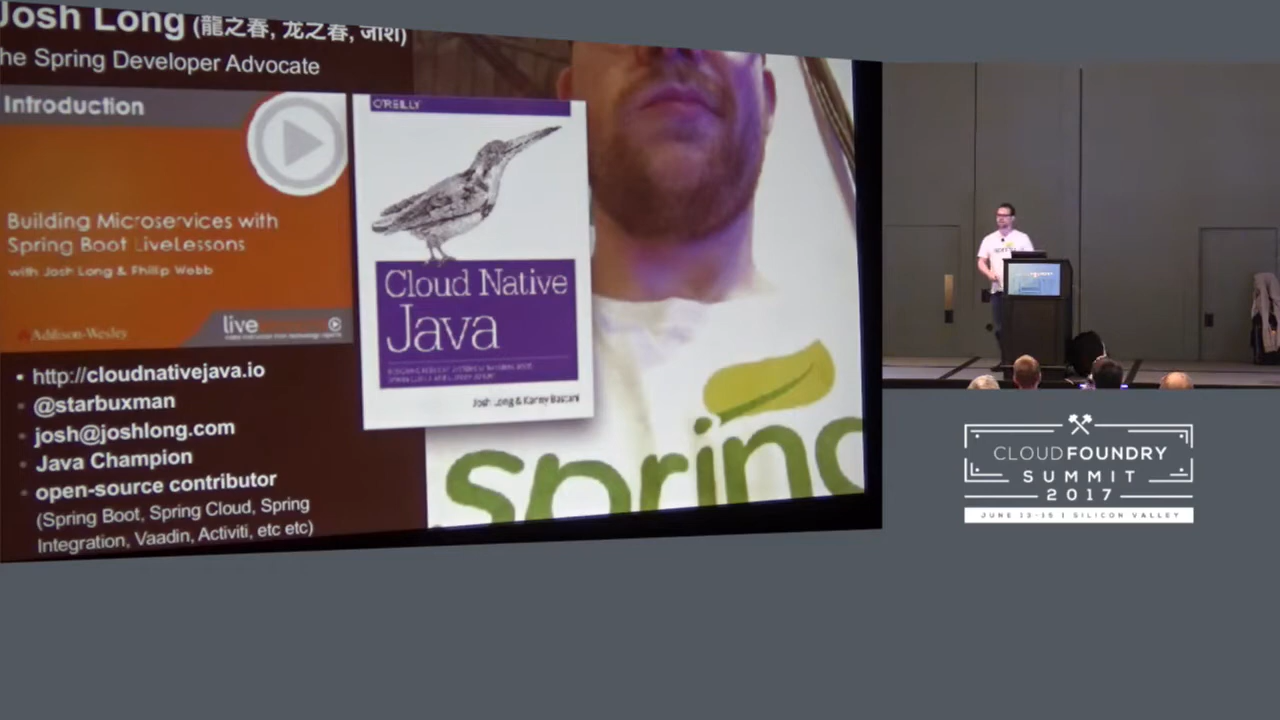 Josh Long (龍之春, 龙之春, जोश)
he Spring Developer Advocate
Introduction
Building Microservices with
Spring Boot LiveLessons
with Josh Long & Phillip Webb
Addison-Wesley
live
O'REILLY
Cloud Native
Java
Josh Long & Kenny Bastani
• http://cloudnativejava.io
• @starbuxman
• josh@joshlong.com
• Java Champion
• open-source contributor
(Spring Boot, Spring Cloud, Spring
Integration, Vaadin, Activiti, etc etc)
spring
CLOUD FOUNDRY
SUMMIT
2017
JUNE 13-15 | SILICON VALLEY